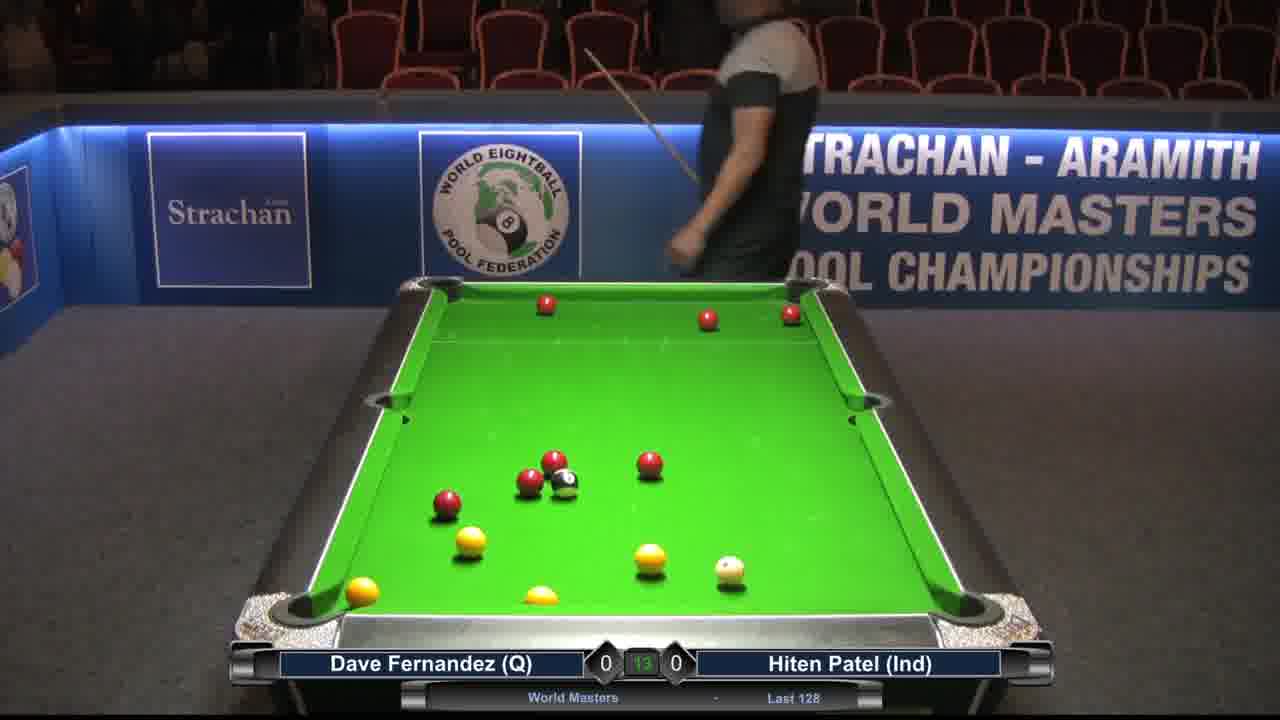 Strachan
WORLD EIGHTBALL
8
POOL FEDERATION
TRACHAN - ARAMITH
WORLD MASTERS
OOL CHAMPIONSHIPS
Dave Fernandez (Q) 0 13 0 Hiten Patel (Ind)
World Masters - Last 128